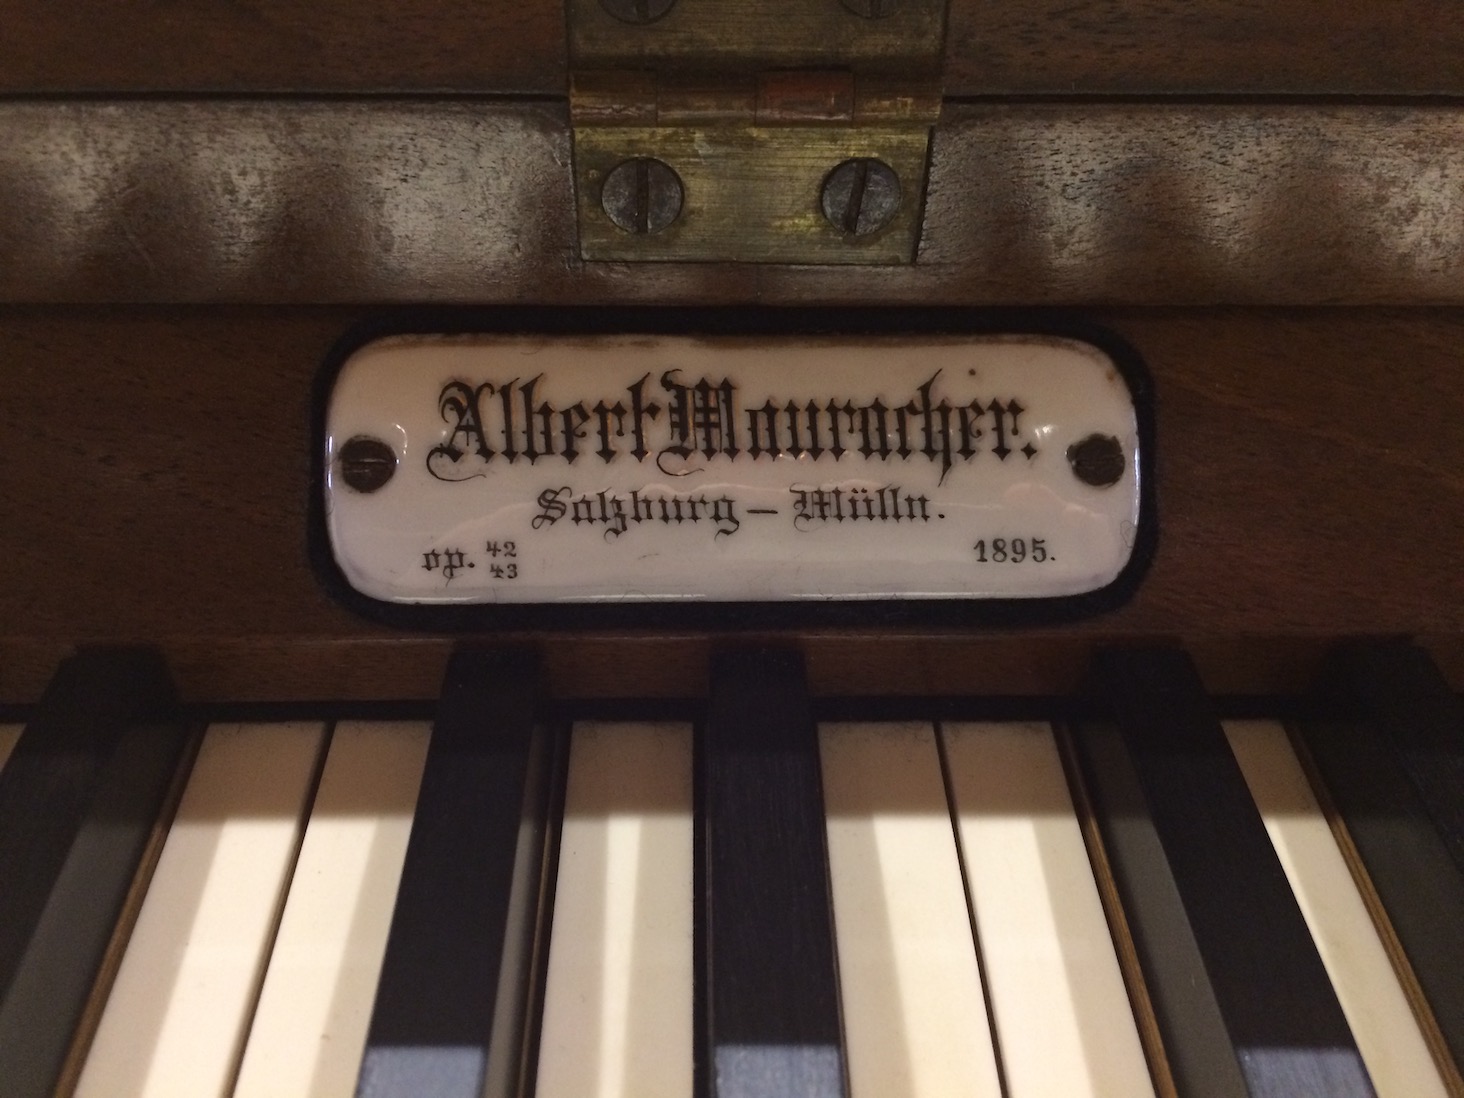 Albert Mauracher.
Salzburg – Mülln.
op. 42 43 1895.